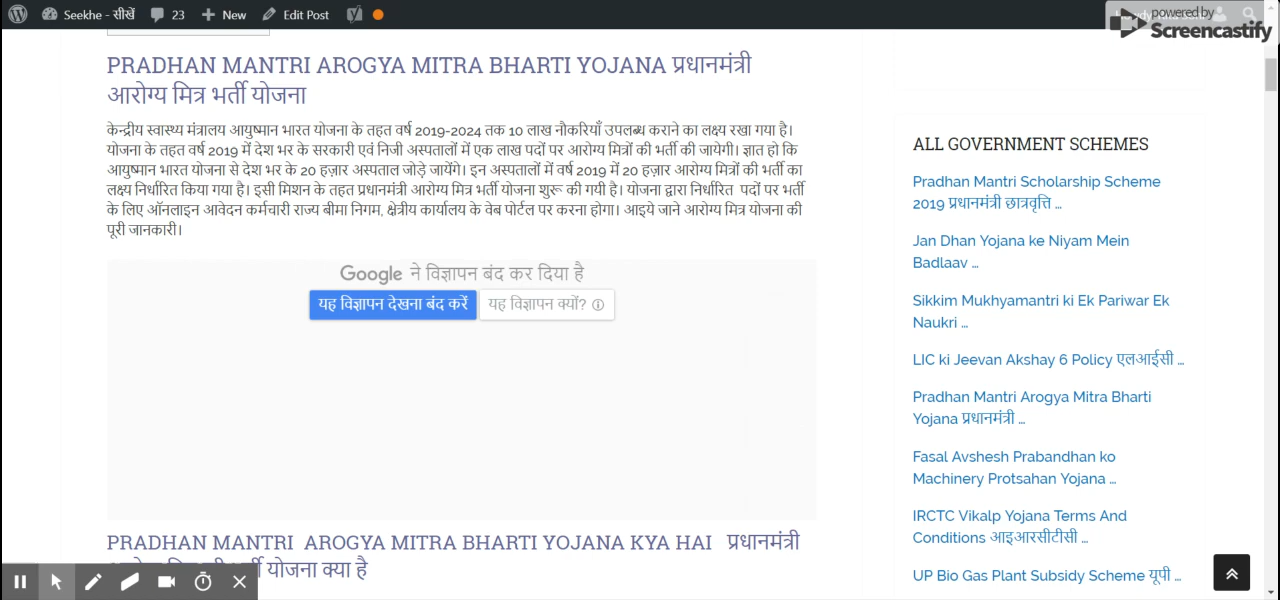 Seekhe - सीखें 23 New Edit Post
powered by
Screencastify
PRADHAN MANTRI AROGYA MITRA BHARTI YOJANA प्रधानमंत्री
आरोग्य मित्र भर्ती योजना
केन्द्रीय स्वास्थ्य मंत्रालय आयुष्मान भारत योजना के तहत वर्ष 2019-2024 तक 10 लाख नौकरियाँ उपलब्ध कराने का लक्ष्य रखा गया है।
योजना के तहत वर्ष 2019 में देश भर के सरकारी एवं निजी अस्पतालों में एक लाख पदों पर आरोग्य मित्रों की भर्ती की जायेगी। ज्ञात हो कि
आयुष्मान भारत योजना से देश भर के 20 हज़ार अस्पताल जोड़े जायेंगे। इन अस्पतालों में वर्ष 2019 में 20 हज़ार आरोग्य मित्रों की भर्ती का
लक्ष्य निर्धारित किया गया है। इसी मिशन के तहत प्रधानमंत्री आरोग्य मित्र भर्ती योजना शुरू की गयी है। योजना द्वारा निर्धारित पदों पर भर्ती
के लिए ऑनलाइन आवेदन कर्मचारी राज्य बीमा निगम, क्षेत्रीय कार्यालय के वेब पोर्टल पर करना होगा। आइये जाने आरोग्य मित्र योजना की
पूरी जानकारी।
Google ने विज्ञापन बंद कर दिया है
यह विज्ञापन देखना बंद करें यह विज्ञापन क्यों?
PRADHAN MANTRI AROGYA MITRA BHARTI YOJANA KYA HAI प्रधानमंत्री
योजना क्या है
ALL GOVERNMENT SCHEMES
Pradhan Mantri Scholarship Scheme
2019 प्रधानमंत्री छात्रवृत्ति ...
Jan Dhan Yojana ke Niyam Mein
Badlaav ...
Sikkim Mukhyamantri ki Ek Pariwar Ek
Naukri ...
LIC ki Jeevan Akshay 6 Policy एलआईसी ...
Pradhan Mantri Arogya Mitra Bharti
Yojana प्रधानमंत्री ...
Fasal Avshesh Prabandhan ko
Machinery Protsahan Yojana ...
IRCTC Vikalp Yojana Terms And
Conditions आइआरसीटीसी ...
UP Bio Gas Plant Subsidy Scheme यूपी ...